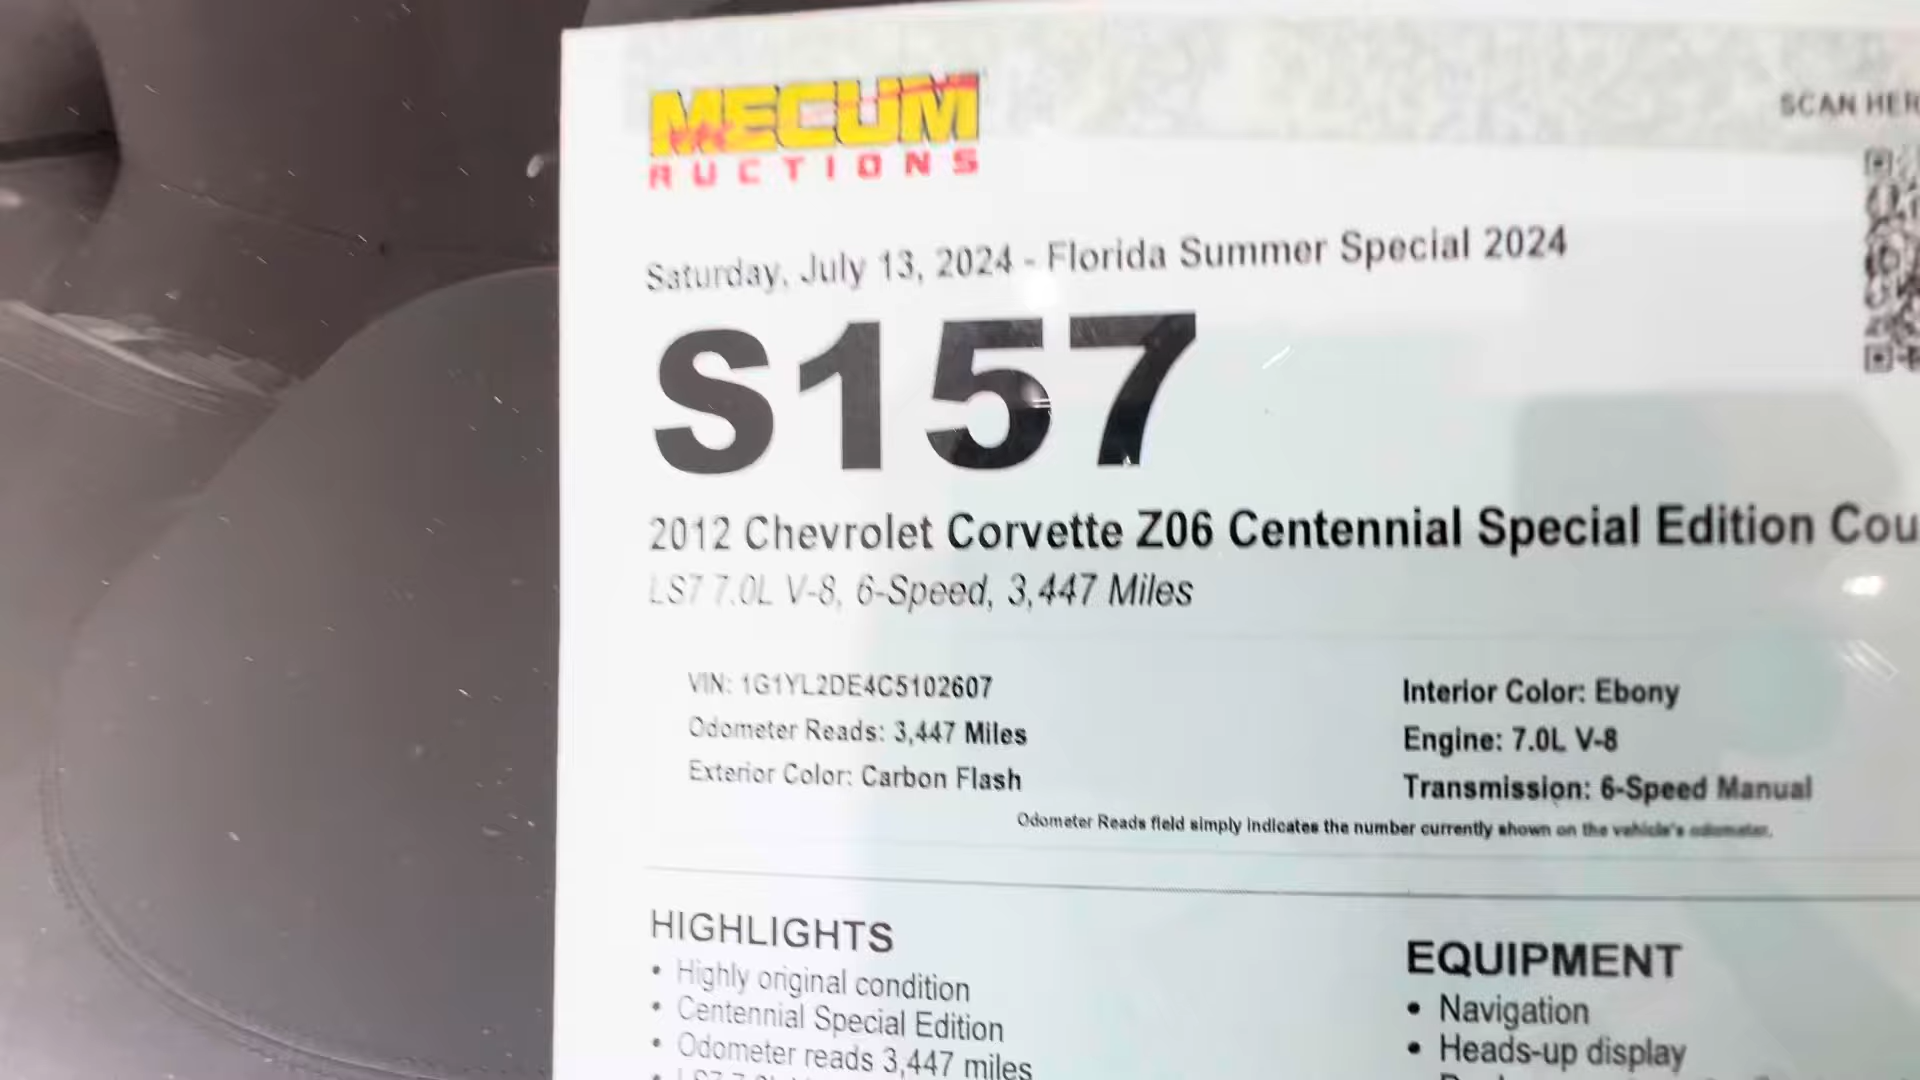 MECUM
AUCTIONS
SCAN HER
Saturday, July 13, 2024 - Florida Summer Special 2024
S157
2012 Chevrolet Corvette Z06 Centennial Special Edition Cou
LS7 7.0L V-8, 6-Speed, 3,447 Miles
VIN: 1G1YL2DE4C5102607
Interior Color: Ebony
Odometer Reads: 3,447 Miles
Engine: 7.0L V-8
Exterior Color: Carbon Flash
Transmission: 6-Speed Manual
Odometer Reads field simply indicates the number currently shown on the vehicle's odometer.
HIGHLIGHTS
• Highly original condition
• Centennial Special Edition
• Odometer reads 3,447 miles
EQUIPMENT
• Navigation
• Heads-up display